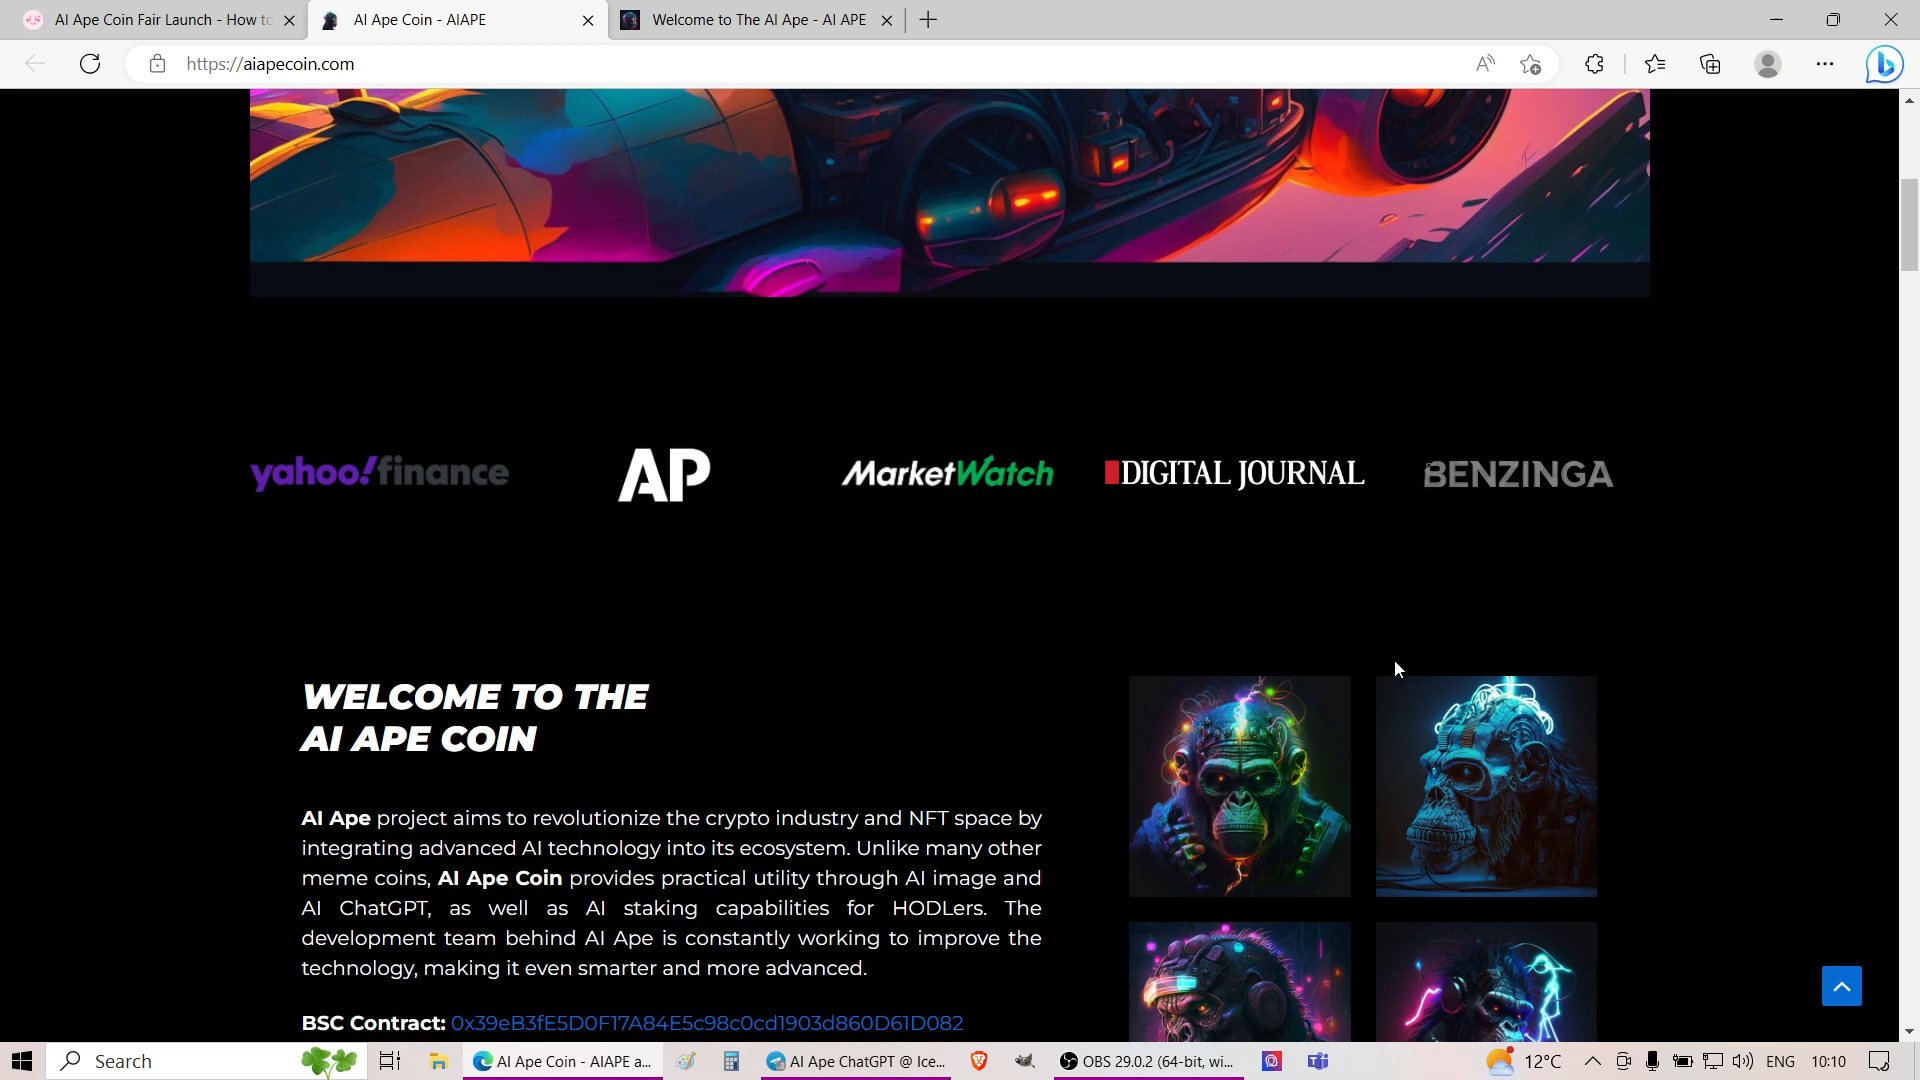 AI Ape Coin Fair Launch - How to
AI Ape Coin - AIAPE
Welcome to The AI Ape - AI APE
https://aiapecoin.com
yahoo!finance
AP
MarketWatch
DIGITAL JOURNAL
BENZINGA
WELCOME TO THE
AI APE COIN
AI Ape project aims to revolutionize the crypto industry and NFT space by
integrating advanced AI technology into its ecosystem. Unlike many other
meme coins, AI Ape Coin provides practical utility through AI image and
AI ChatGPT, as well as AI staking capabilities for HODLers. The
development team behind AI Ape is constantly working to improve the
technology, making it even smarter and more advanced.
BSC Contract: 0x39eB3fE5D0F17A84E5c98c0cd1903d860D61D082
Search
AI Ape Coin - AIAPE a...
AI Ape ChatGPT @ Ice...
OBS 29.0.2 (64-bit, wi...
12°C
ENG
10:10